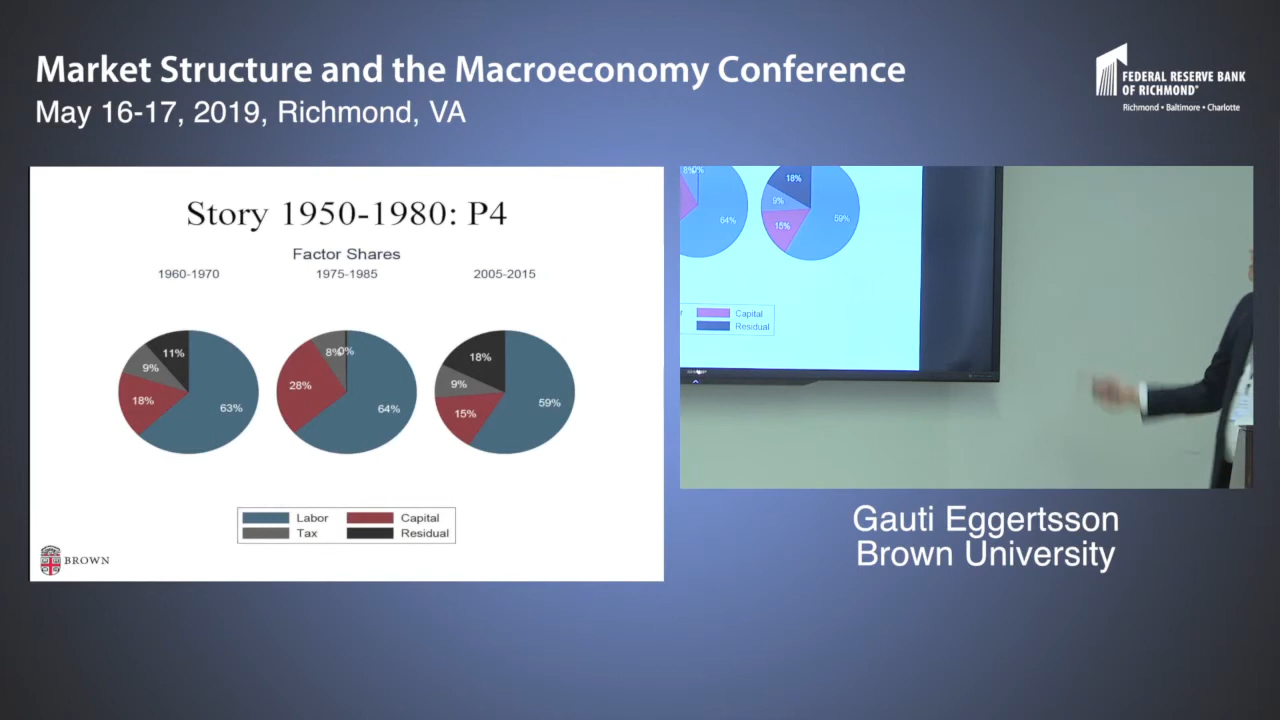 Market Structure and the Macroeconomy Conference
May 16-17, 2019, Richmond, VA
FEDERAL RESERVE BANK
OF RICHMOND®
Richmond • Baltimore • Charlotte
Story 1950-1980: P4
Factor Shares
1960-1970 1975-1985 2005-2015
11% 9% 18% 63%
8% 0% 28% 64%
18% 9% 15% 59%
Labor Capital
Tax Residual
BROWN
8% 0% 64%
18% 9% 15% 59%
Capital
Residual
Gauti Eggertsson
Brown University